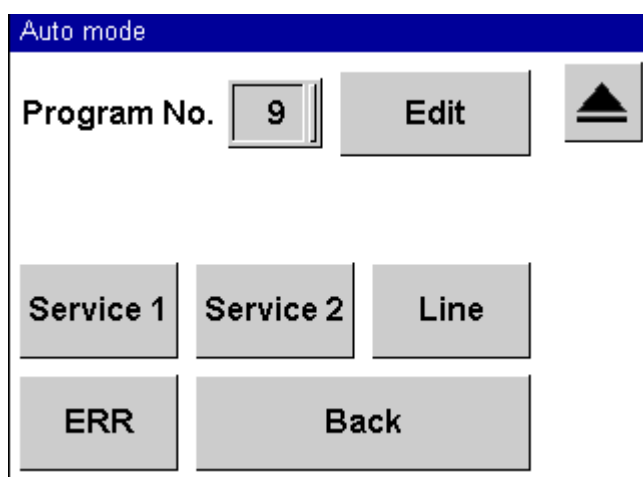 Auto mode
Program No. 9 Edit
Service 1 Service 2 Line
ERR Back